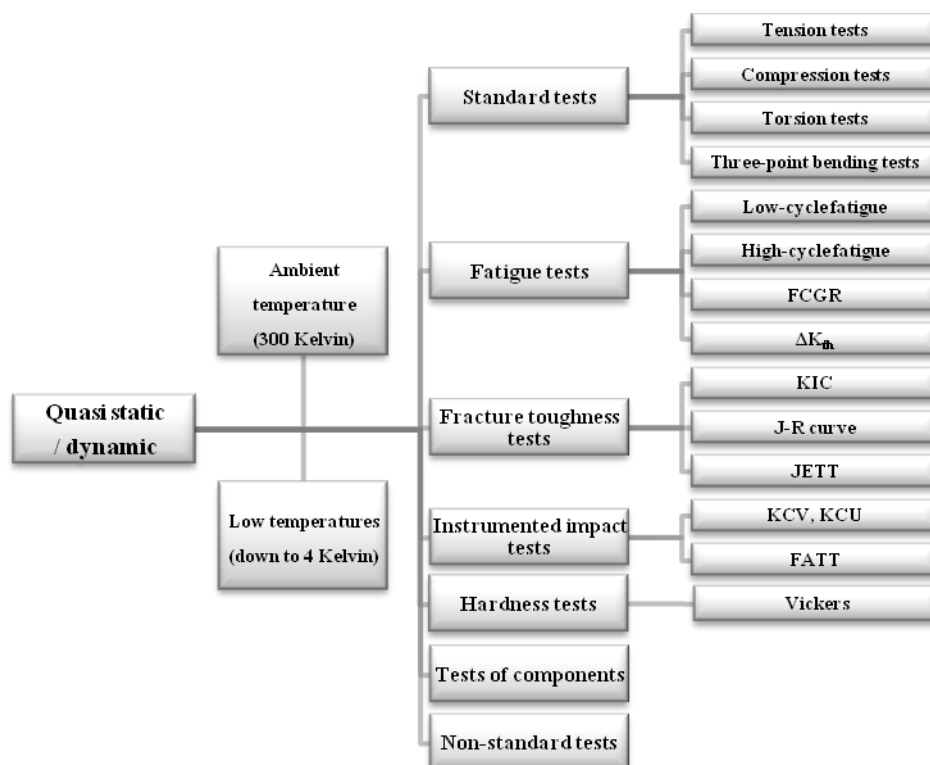 Quasi static
/ dynamic
Ambient
temperature
(300 Kelvin)
Low temperatures
(down to 4 Kelvin)
Standard tests
Tension tests
Compression tests
Torsion tests
Three-point bending tests
Fatigue tests
Low-cyclefatigue
High-cyclefatigue
FCGR
ΔKth
Fracture toughness
tests
KIC
J-R curve
JETT
Instrumented impact
tests
KCV, KCU
FATT
Hardness tests
Vickers
Tests of components
Non-standard tests